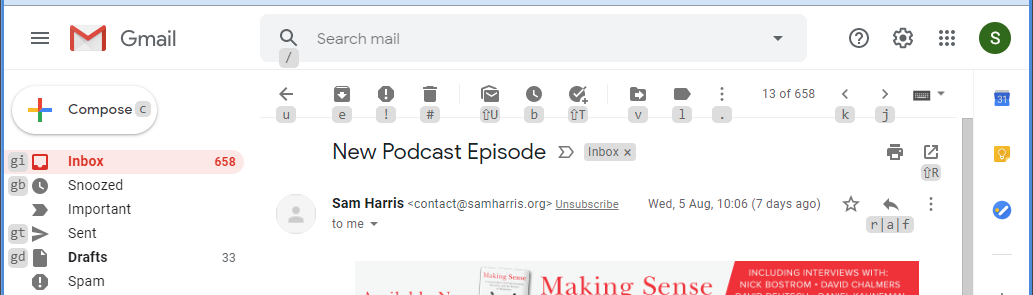 Gmail
Search mail
/
S
Compose c
u e ! # ⇧U b ⇧T v l .
13 of 658
k j
gi Inbox 658
gb Snoozed
Important
gt Sent
gd Drafts 33
Spam
New Podcast Episode Inbox ×
⇧R
Sam Harris <contact@samharris.org> Unsubscribe Wed, 5 Aug, 10:06 (7 days ago)
r|a|f
to me
31
Making Sense
Making Sense
INCLUDING INTERVIEWS WITH:
NICK BOSTROM • DAVID CHALMERS